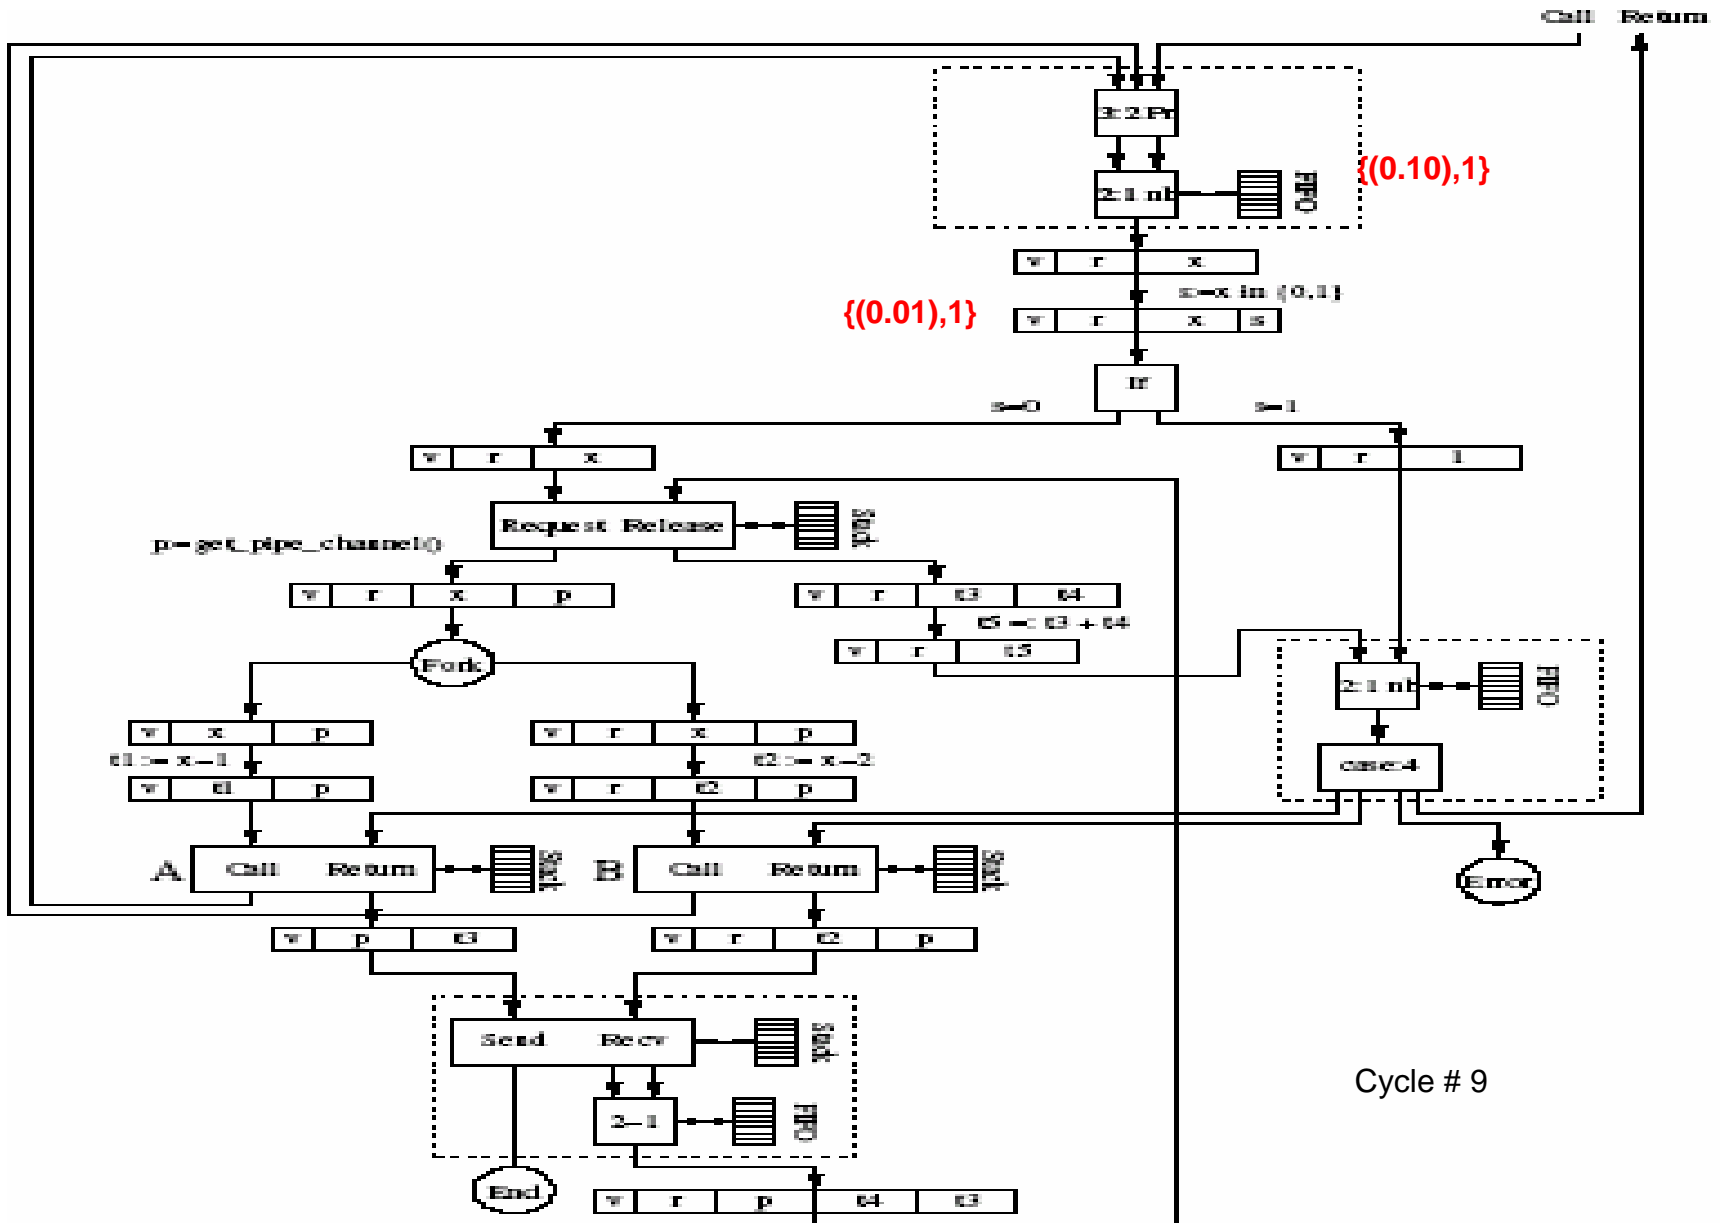 Call Return
3:2 Pr
2:1 nb
FIFO
{(0.10),1}
v r x
s=x in {0,1}
{(0.01),1}
v r x s
If
s=0 s=1
v r x
v r 1
Request Release
Stack
p=get_pipe_channel()
v r x p
v r t3 t4
t5 =: t3 + t4
v r t5
Fork
2:1 nb
FIFO
v x p
v r x p
t1 := x-1
t2 := x-2
v t1 p
v r t2 p
case:4
A Call Return Stack
B Call Return Stack
Error
v p t3
v r t2 p
Send Recv Stack
2-1 FIFO
Cycle # 9
End
v r p t4 t3